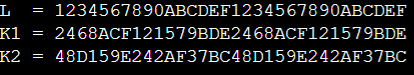 L  = 1234567890ABCDEF1234567890ABCDEF
K1 = 2468ACF121579BDE2468ACF121579BDE
K2 = 48D159E242AF37BC48D159E242AF37BC